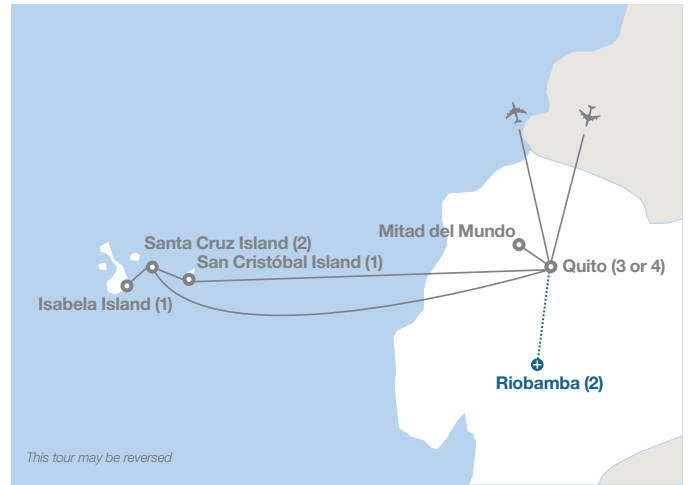 Mitad del Mundo
Santa Cruz Island (2)
San Cristóbal Island (1)
Quito (3 or 4)
Isabela Island (1)
Riobamba (2)
This tour may be reversed